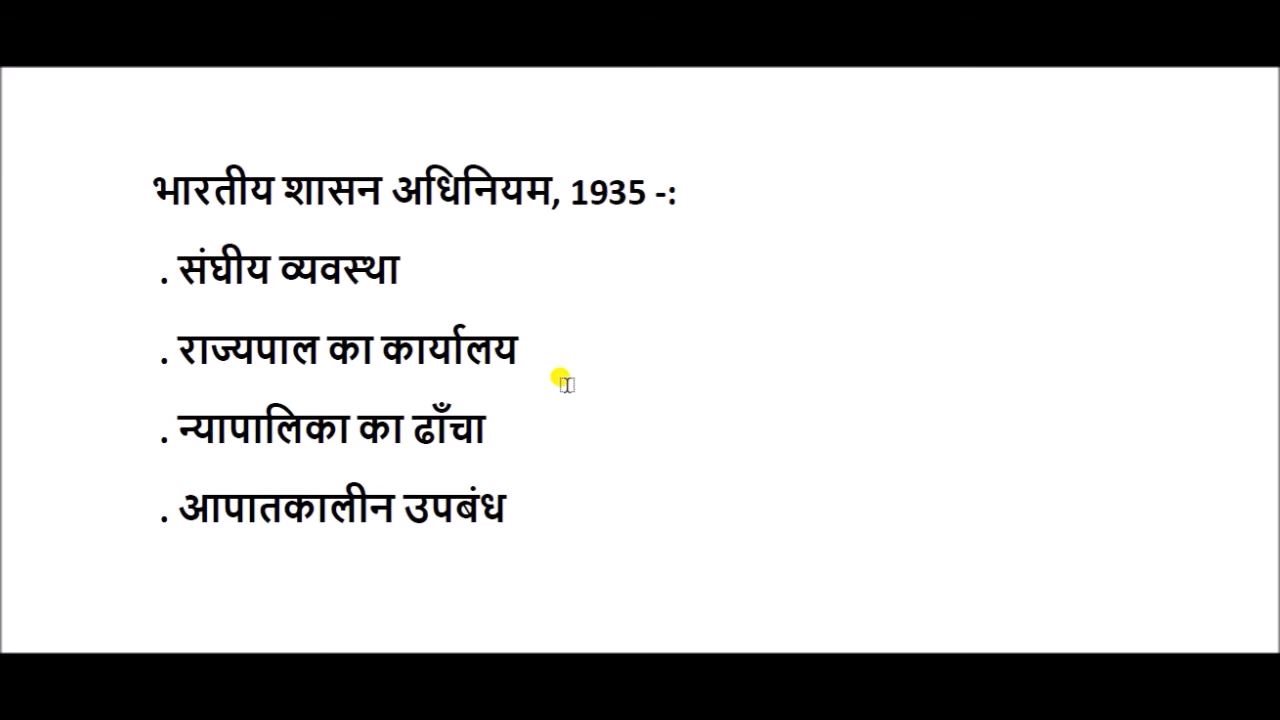 भारतीय शासन अधिनियम, 1935 -:
. संघीय व्यवस्था
. राज्यपाल का कार्यालय
. न्यापालिका का ढाँचा
. आपातकालीन उपबंध